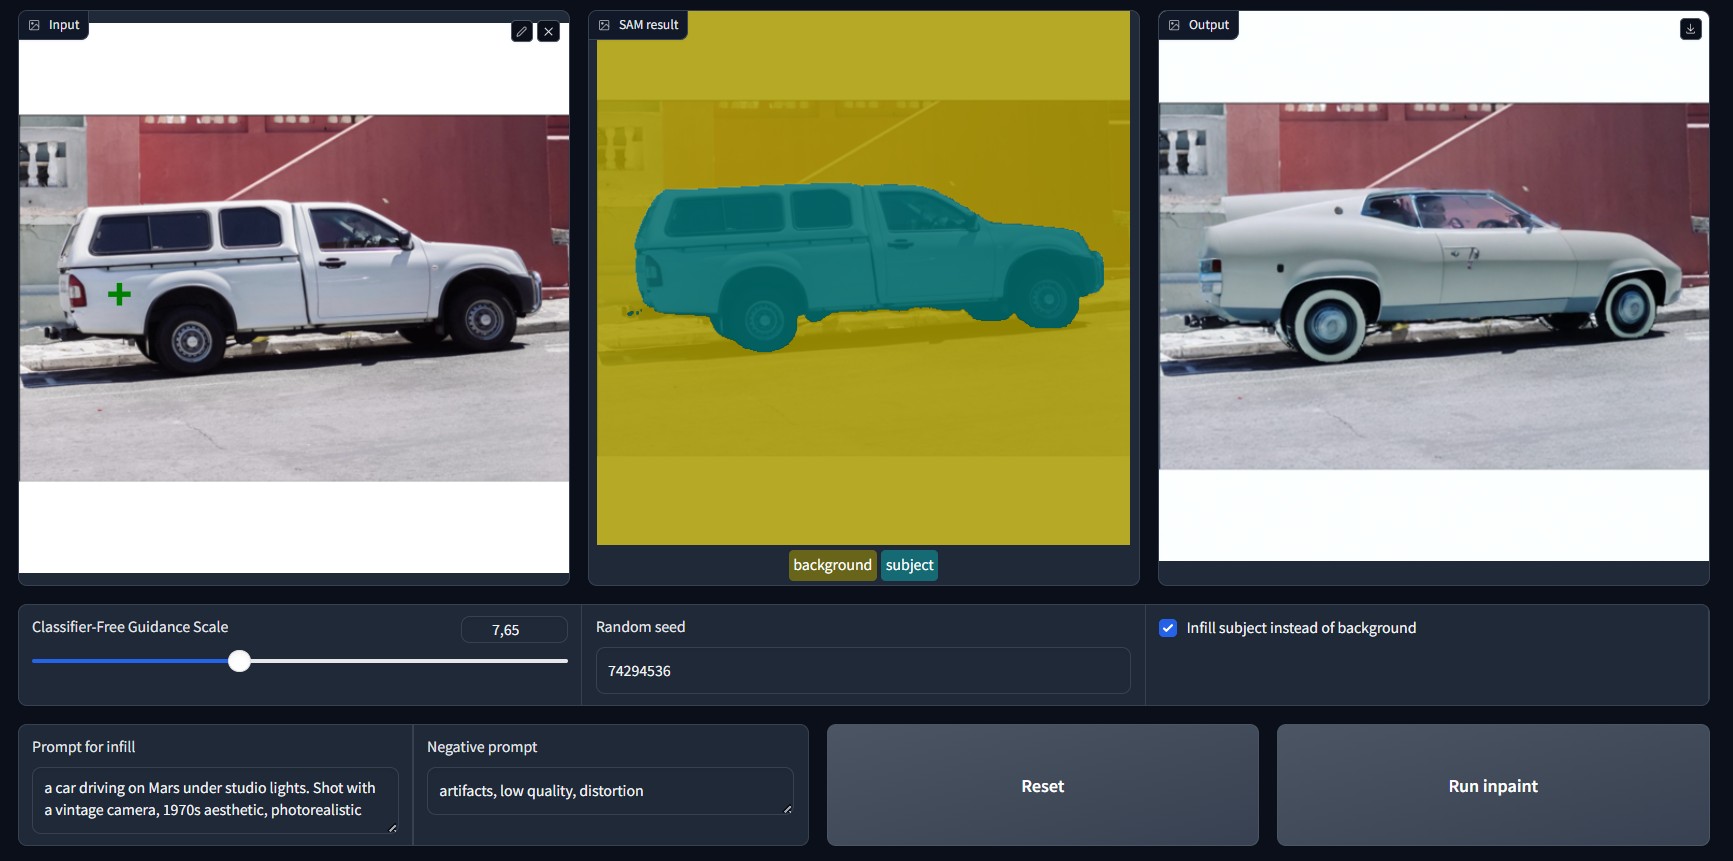 Input
SAM result
Output
background
subject
Classifier-Free Guidance Scale
7,65
Random seed
74294536
Infill subject instead of background
Prompt for infill
a car driving on Mars under studio lights. Shot with
a vintage camera, 1970s aesthetic, photorealistic
Negative prompt
artifacts, low quality, distortion
Reset
Run inpaint